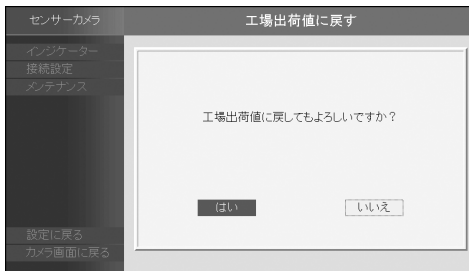 センサーカメラ
工場出荷値に戻す
インジケーター
接続設定
メンテナンス
工場出荷値に戻してもよろしいですか？
はい
いいえ
設定に戻る
カメラ画面に戻る